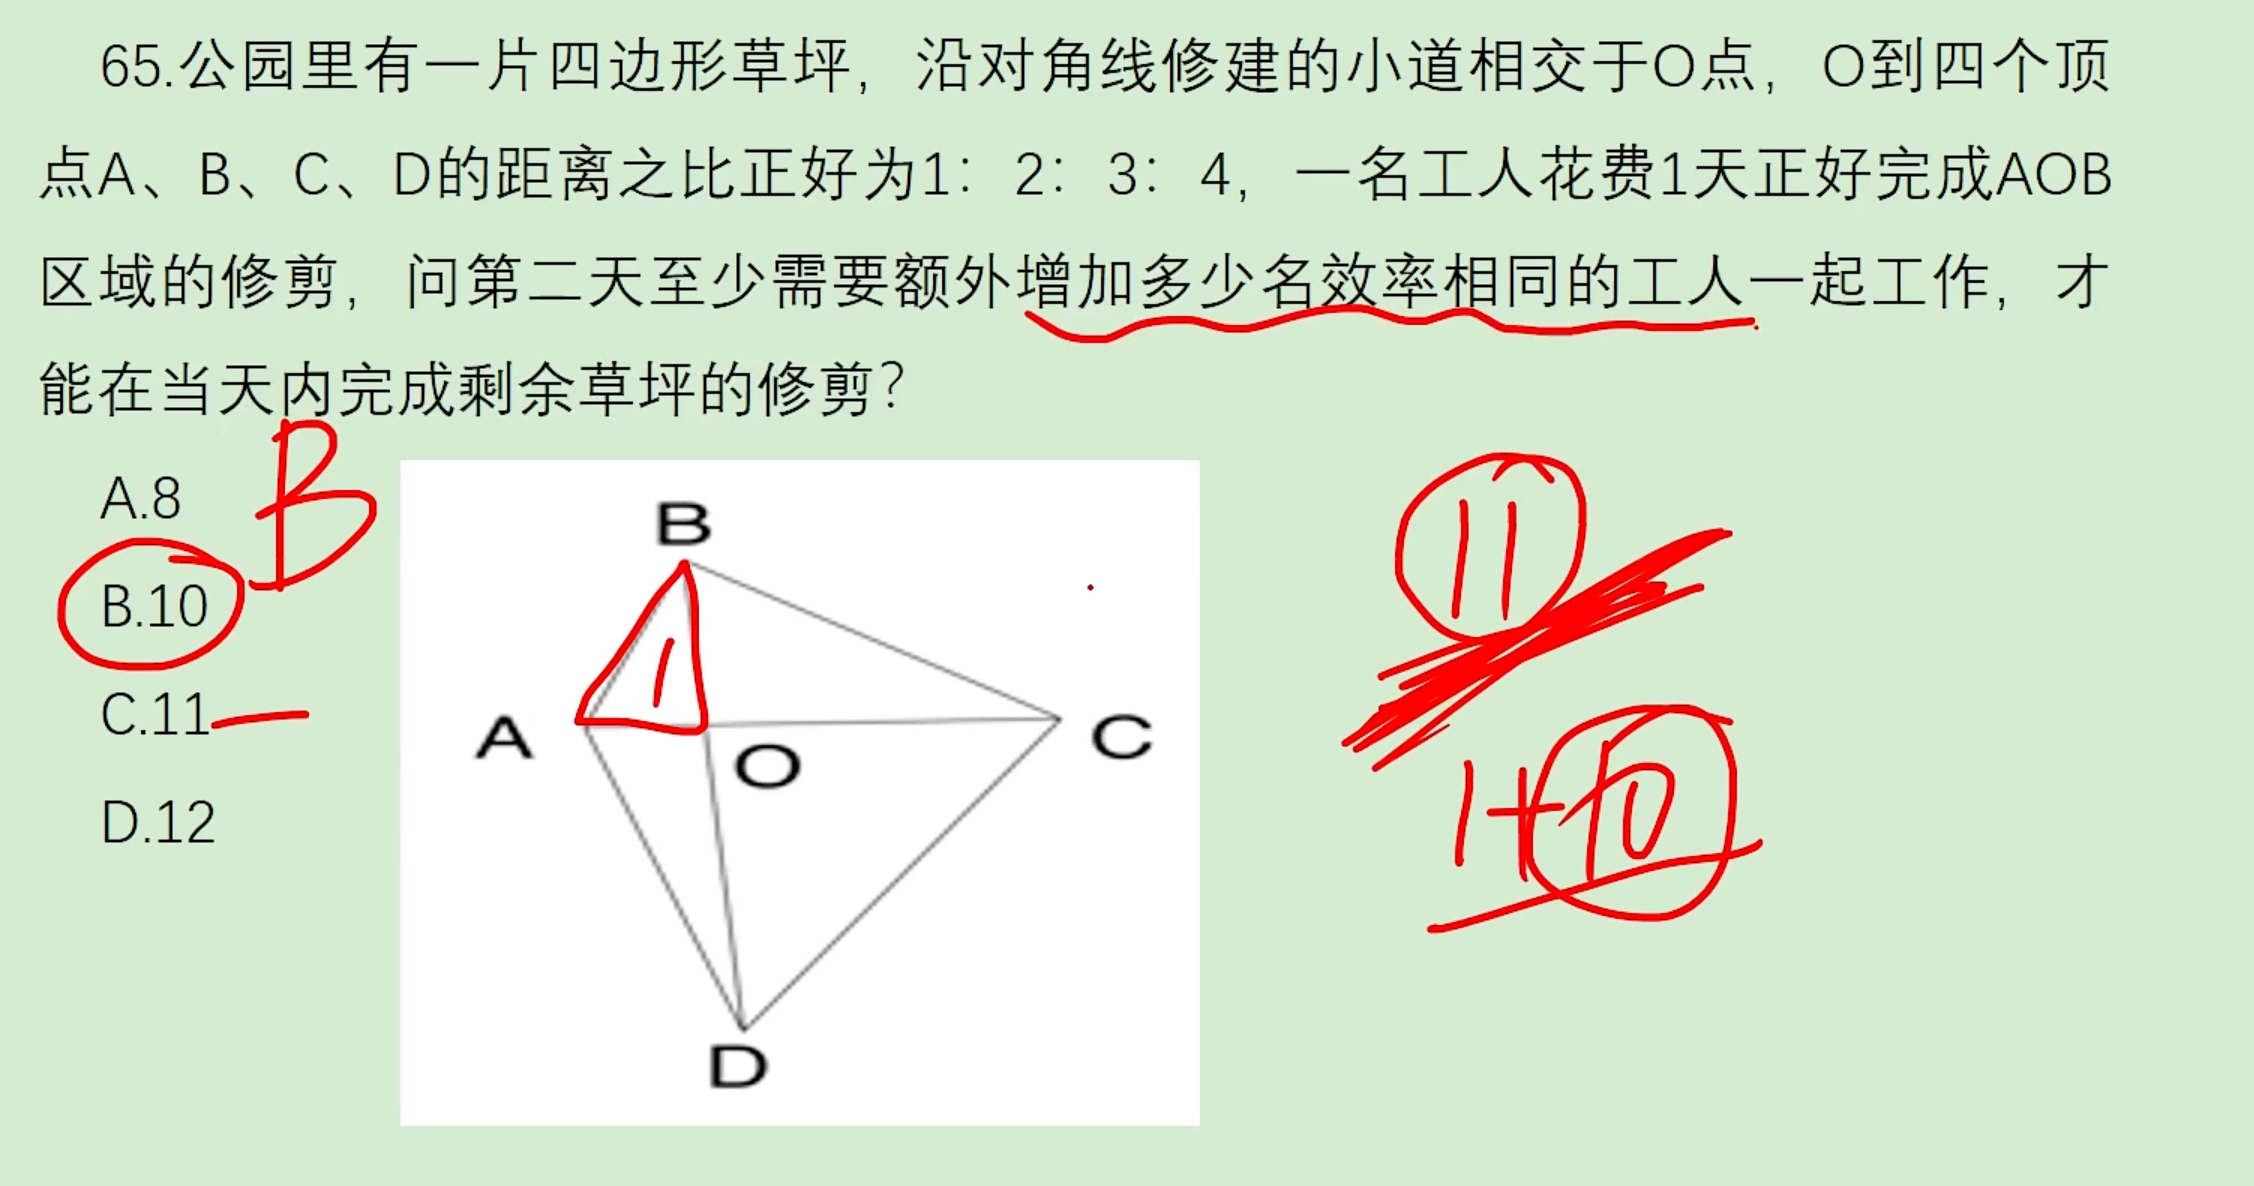 65.公园里有一片四边形草坪，沿对角线修建的小道相交于O点，O到四个顶
点A、B、C、D的距离之比正好为1：2：3：4，一名工人花费1天正好完成AOB
区域的修剪，问第二天至少需要额外增加多少名效率相同的工人一起工作，才
能在当天内完成剩余草坪的修剪？
A.8
B
B.10
C.11
D.12
B
1
A
O
C
D
11
1+10